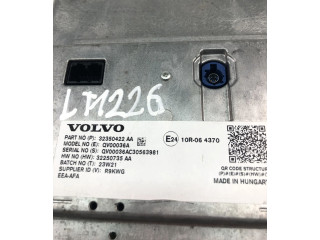 LM226
VOLVO
PART NO (P): 32350422 AA
MODEL NO (E): QV00036A
SERIAL NO (S): QV00036AC30563981
HW NO (HW): 32250735 AA
BATCH NO (T): 23W21
SUPPLIER ID (V): R9KWG
EEA-AFA
E24 10R-06 4370
QR CODE STRUCTUR
MADE IN HUNGARY